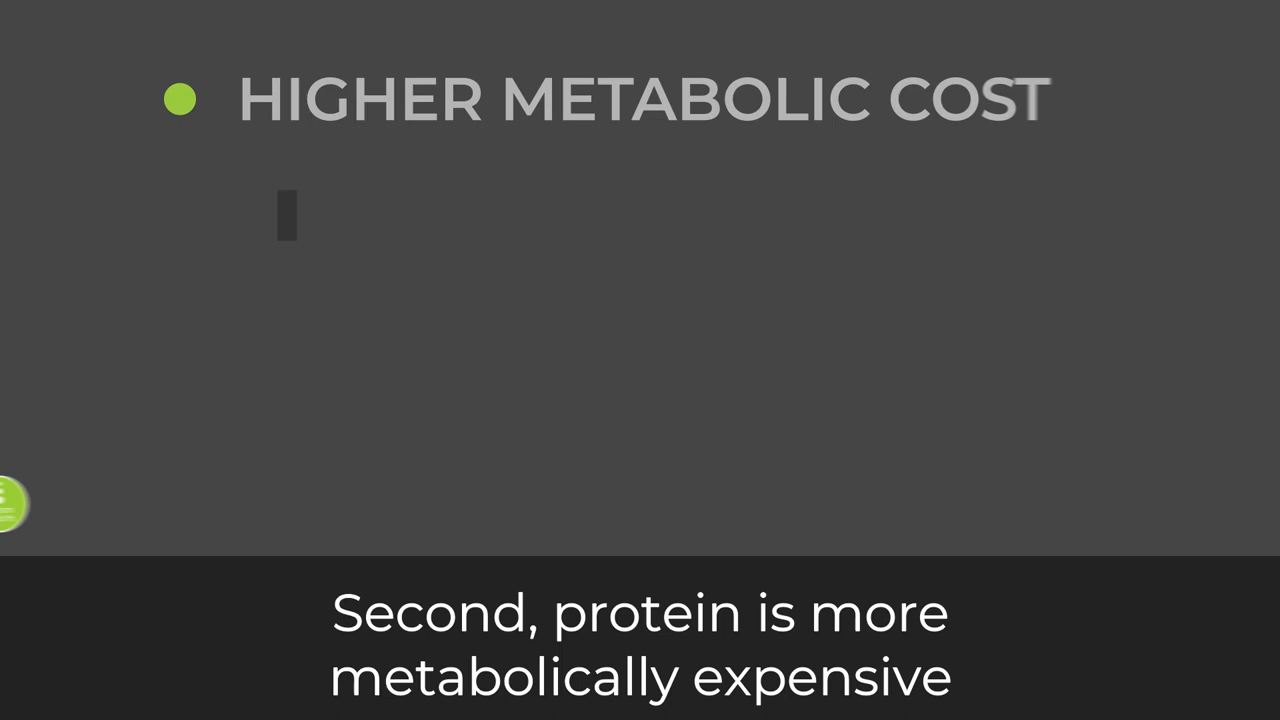 HIGHER METABOLIC COST
Second, protein is more
metabolically expensive